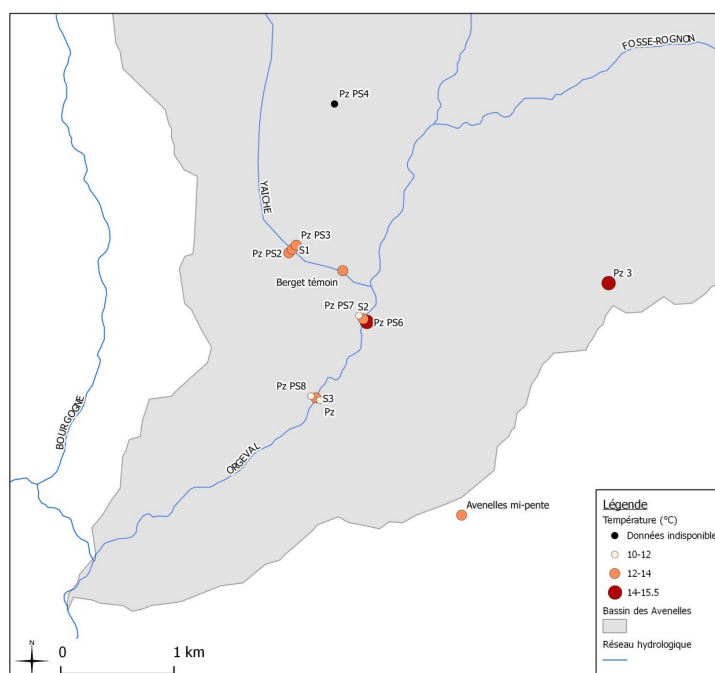 FOSSE-ROGNON
Pz PS4
YAICHE
Pz PS3
Pz PS2
S1
Berget témoin
Pz 3
Pz PS7
S2
Pz PS6
Pz PS8
S3
Pz
BOURGOGNE
ORGEVAL
Avenelles mi-pente
Légende
Température (°C)
Données indisponible
10-12
12-14
14-15.5
Bassin des Avenelles
Réseau hydrologique
N
0
1 km